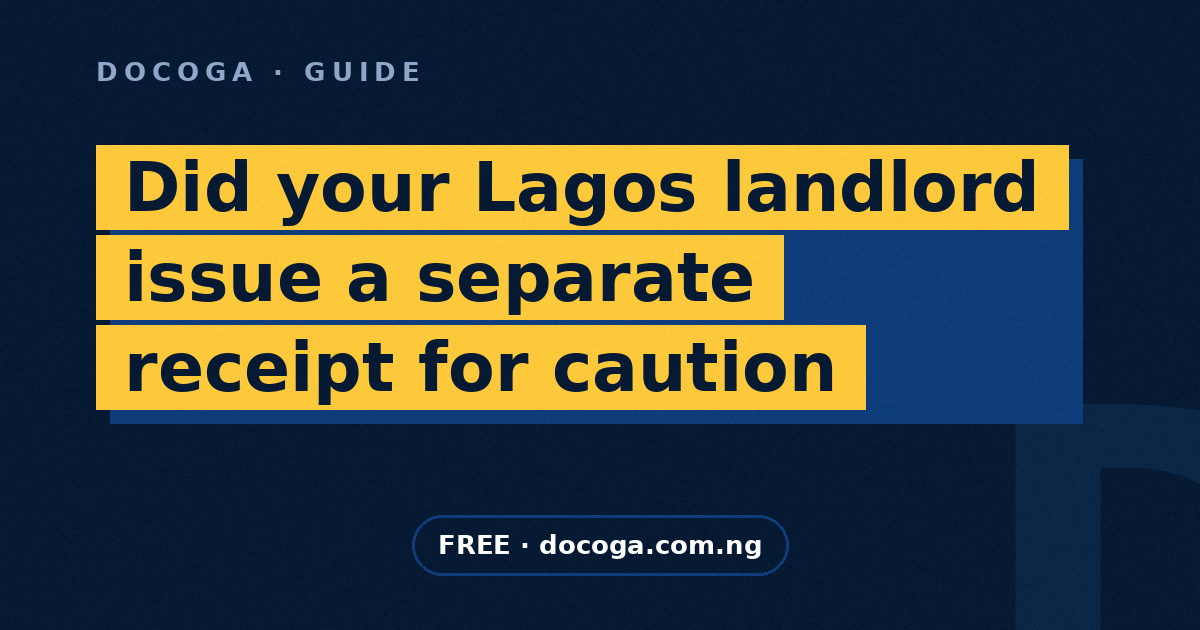 DOCOGA · GUIDE
Did your Lagos landlord
issue a separate
receipt for caution
FREE · docoga.com.ng